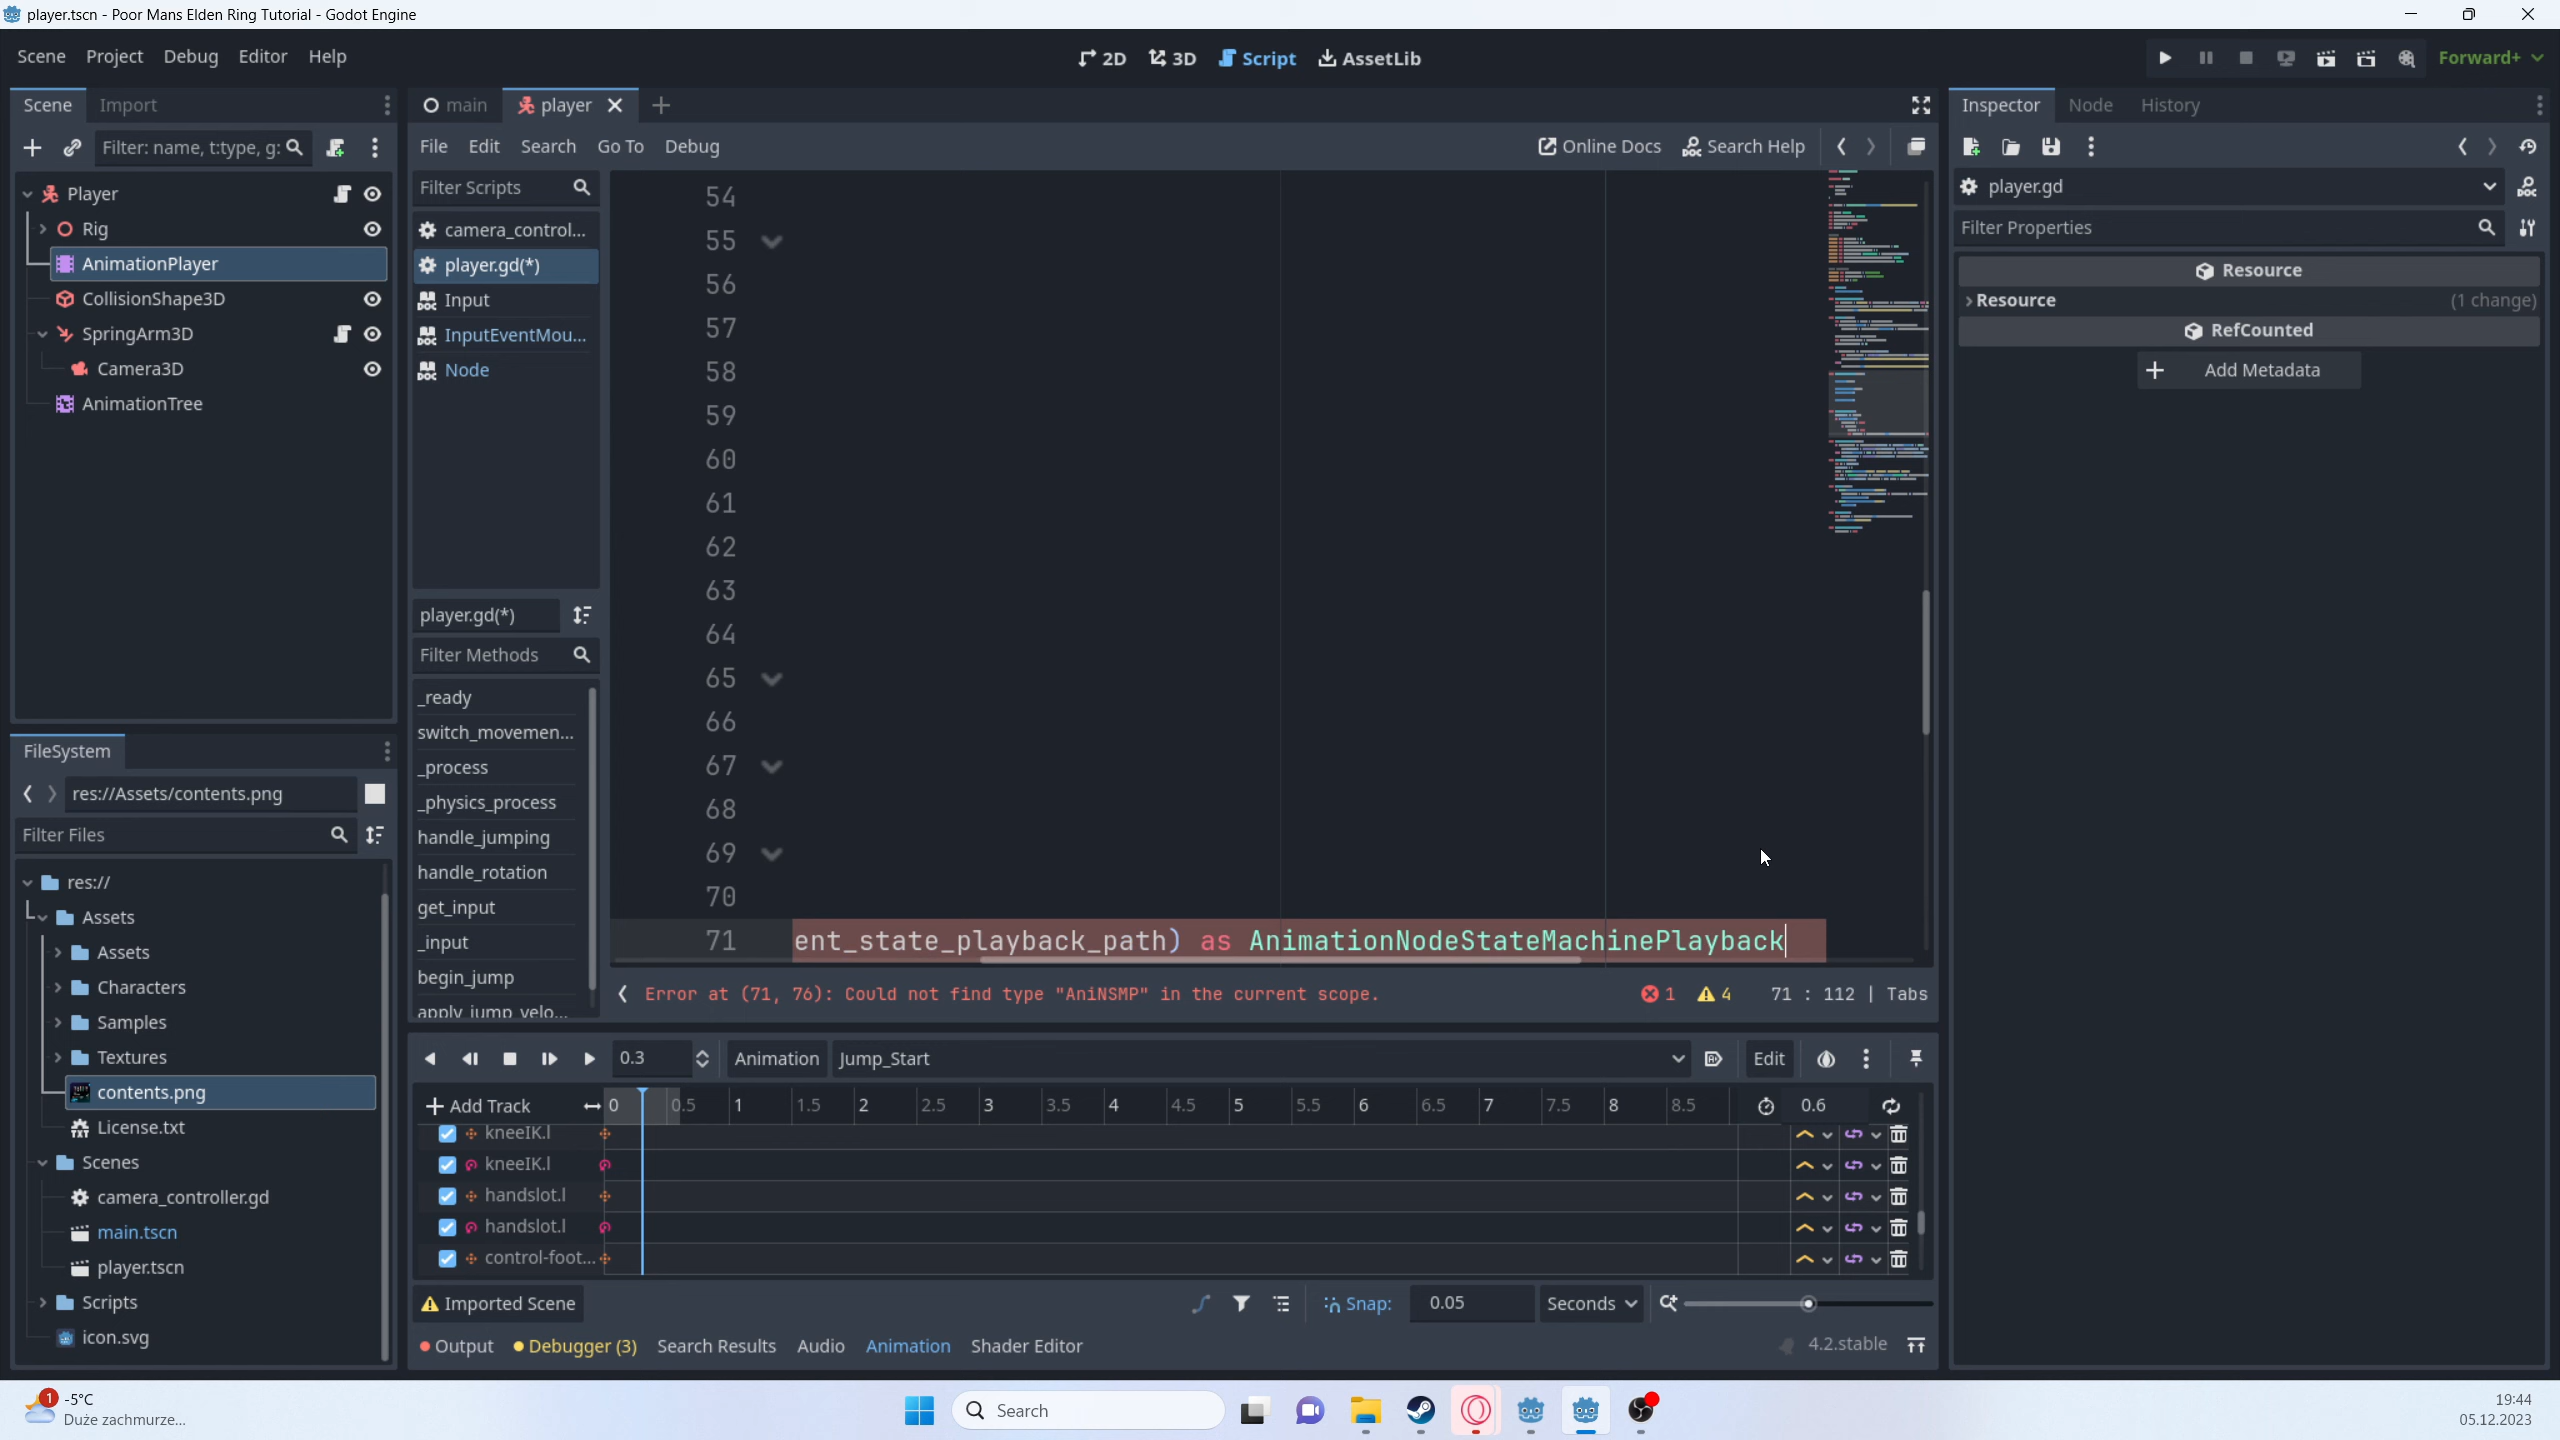 player.tscn - Poor Mans Elden Ring Tutorial - Godot Engine
Scene Project Debug Editor Help
2D 3D Script AssetLib
Forward+
Scene Import
main player
Inspector Node History
Filter: name, t:type, g:
File Edit Search Go To Debug
Online Docs Search Help
Player
Rig
AnimationPlayer
CollisionShape3D
SpringArm3D
Camera3D
AnimationTree
Filter Scripts
camera_control...
player.gd(*)
Input
InputEventMou...
Node
player.gd(*)
Filter Methods
_ready
switch_movemen...
_process
_physics_process
handle_jumping
handle_rotation
get_input
_input
begin_jump
apply_jump_velo...
54
55
56
57
58
59
60
61
62
63
64
65
66
67
68
69
70
71 ent_state_playback_path) as AnimationNodeStateMachinePlayback
Error at (71, 76): Could not find type "AniNSMP" in the current scope.
1 4 71 : 112 | Tabs
player.gd
Filter Properties
Resource
Resource (1 change)
RefCounted
Add Metadata
FileSystem
res://Assets/contents.png
Filter Files
res://
Assets
Assets
Characters
Samples
Textures
contents.png
License.txt
Scenes
camera_controller.gd
main.tscn
player.tscn
Scripts
icon.svg
0.3 Animation Jump_Start Edit
Add Track 0 0.5 1 1.5 2 2.5 3 3.5 4 4.5 5 5.5 6 6.5 7 7.5 8 8.5 0.6
kneeIK.l
kneeIK.l
handslot.l
handslot.l
control-foot...
Imported Scene Snap: 0.05 Seconds
Output Debugger (3) Search Results Audio Animation Shader Editor 4.2.stable
1 -5°C
Duże zachmurze...
Search
19:44
05.12.2023